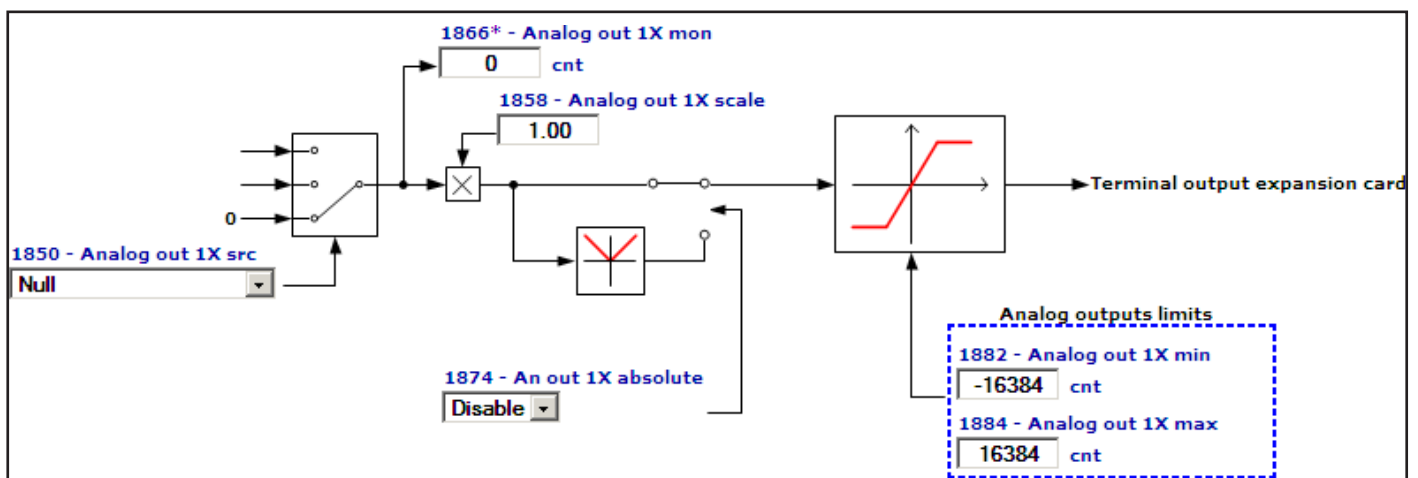 1866* - Analog out 1X mon
0 cnt
1858 - Analog out 1X scale
1.00
0
Terminal output expansion card
1850 - Analog out 1X src
Null
Analog outputs limits
1882 - Analog out 1X min
-16384 cnt
1874 - An out 1X absolute
Disable
1884 - Analog out 1X max
16384 cnt